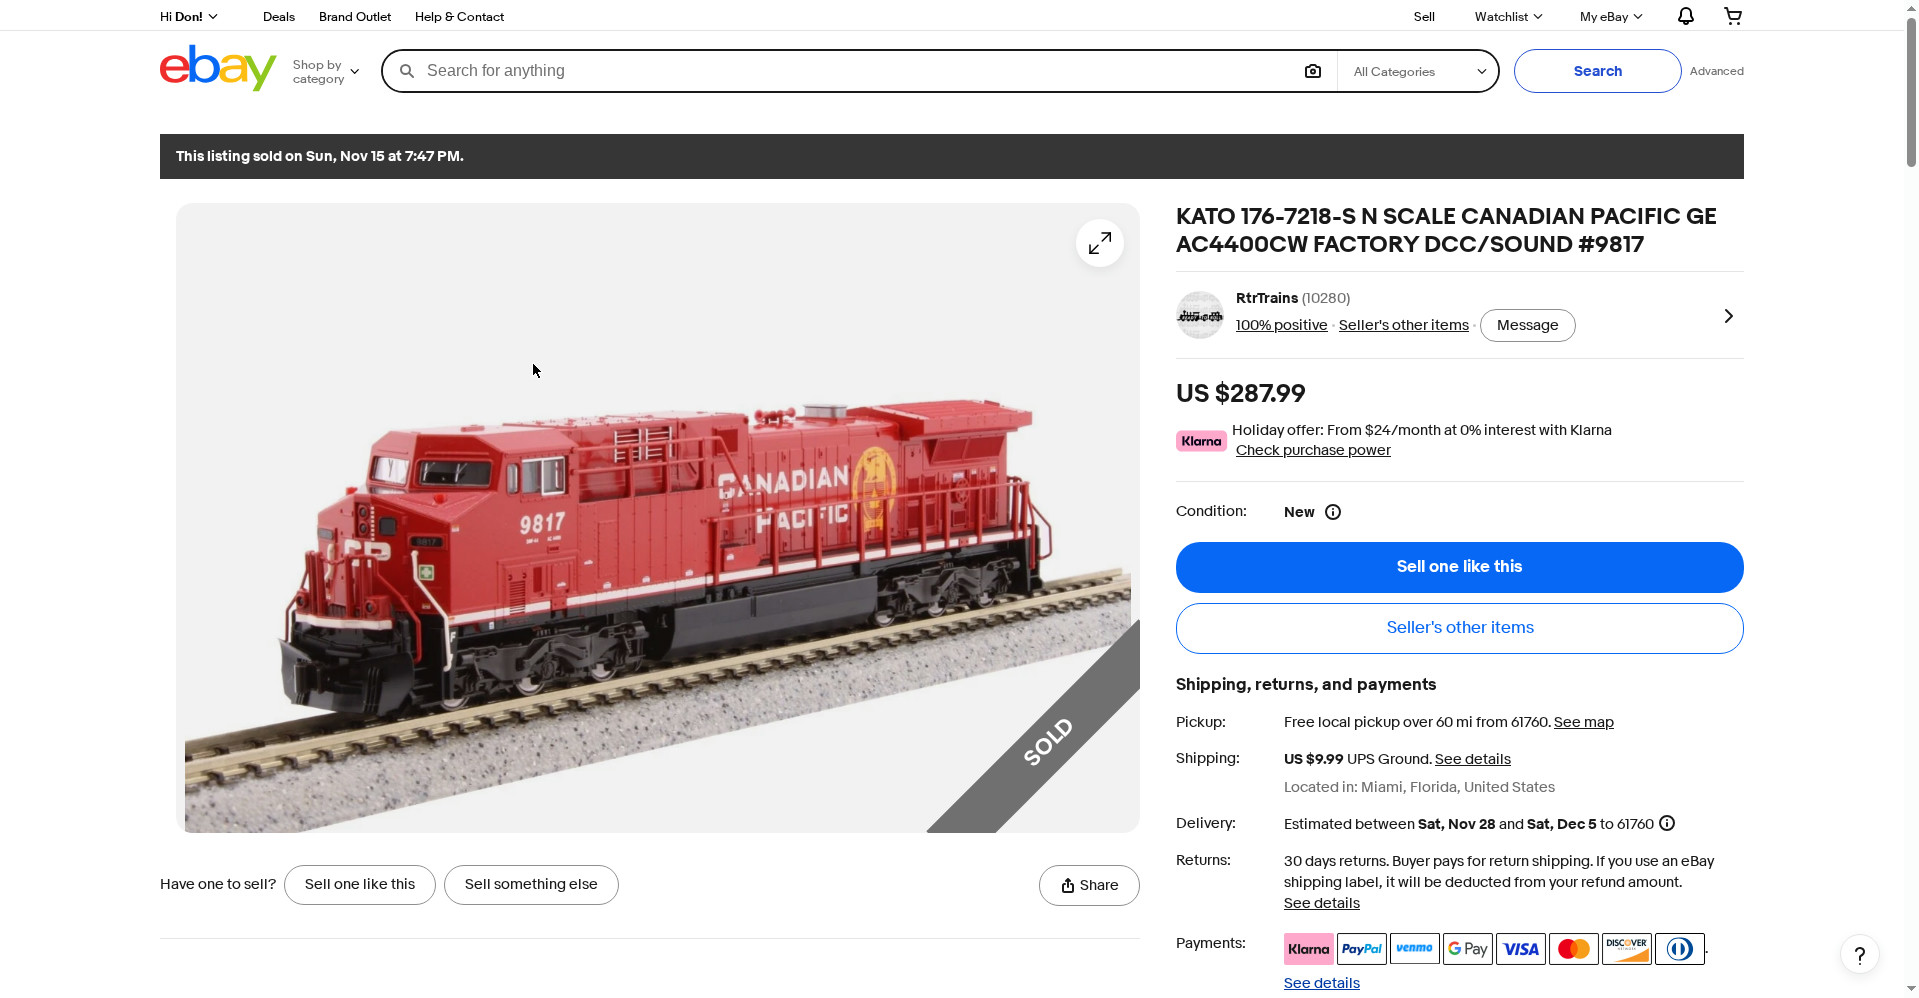 Hi Don!
Deals
Brand Outlet
Help & Contact
Sell
Watchlist
My eBay
ebay
Shop by
category
Search for anything
All Categories
Search
Advanced
This listing sold on Sun, Nov 15 at 7:47 PM.
9817
CP
9817
CANADIAN
PACIFIC
F
SOLD
Have one to sell?
Sell one like this
Sell something else
Share
KATO 176-7218-S N SCALE CANADIAN PACIFIC GE
AC4400CW FACTORY DCC/SOUND #9817
RtrTrains (10280)
100% positive · Seller's other items · Message
US $287.99
Klarna
Holiday offer: From $24/month at 0% interest with Klarna
Check purchase power
Condition: New
Sell one like this
Seller's other items
Shipping, returns, and payments
Pickup: Free local pickup over 60 mi from 61760. See map
Shipping: US $9.99 UPS Ground. See details
Located in: Miami, Florida, United States
Delivery: Estimated between Sat, Nov 28 and Sat, Dec 5 to 61760
Returns: 30 days returns. Buyer pays for return shipping. If you use an eBay
shipping label, it will be deducted from your refund amount.
See details
Payments: Klarna PayPal venmo G Pay VISA DISCOVER .
See details
?